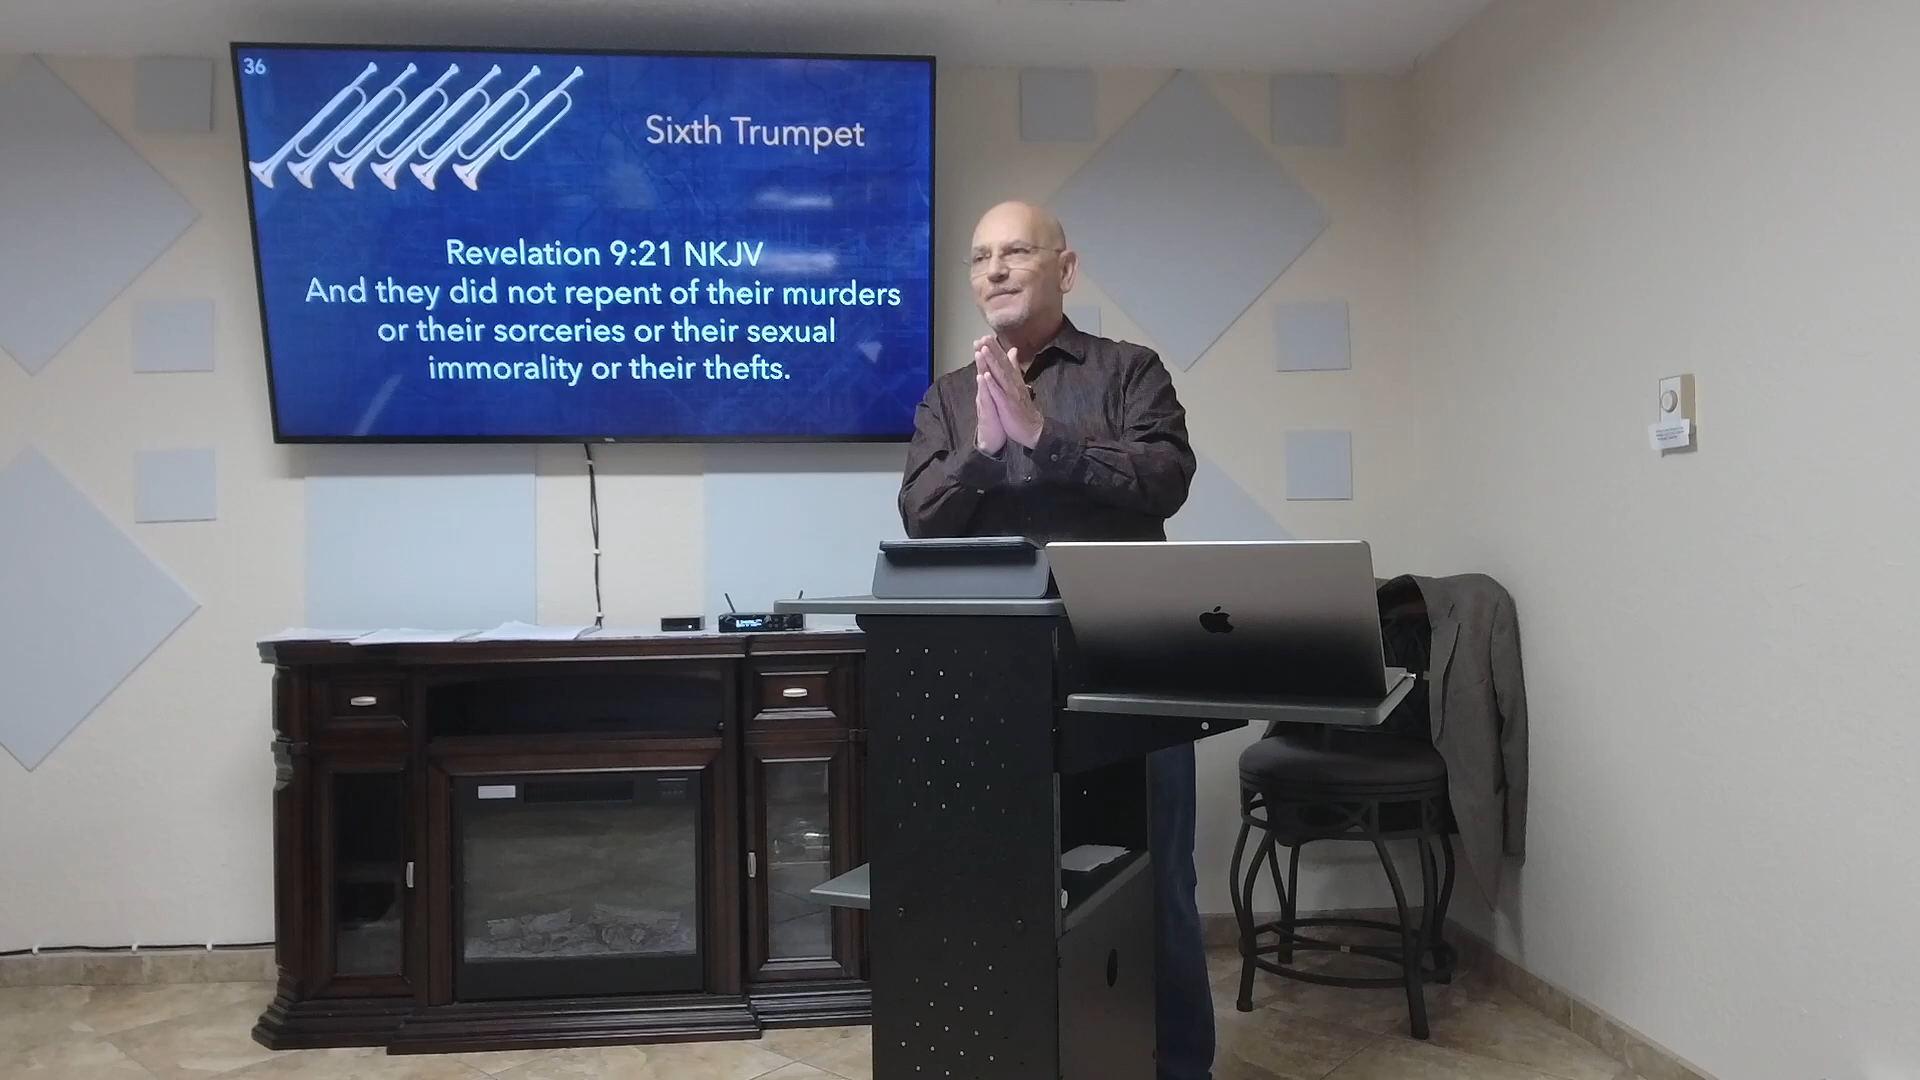 36
Sixth Trumpet
Revelation 9:21 NKJV
And they did not repent of their murders
or their sorceries or their sexual
immorality or their thefts.